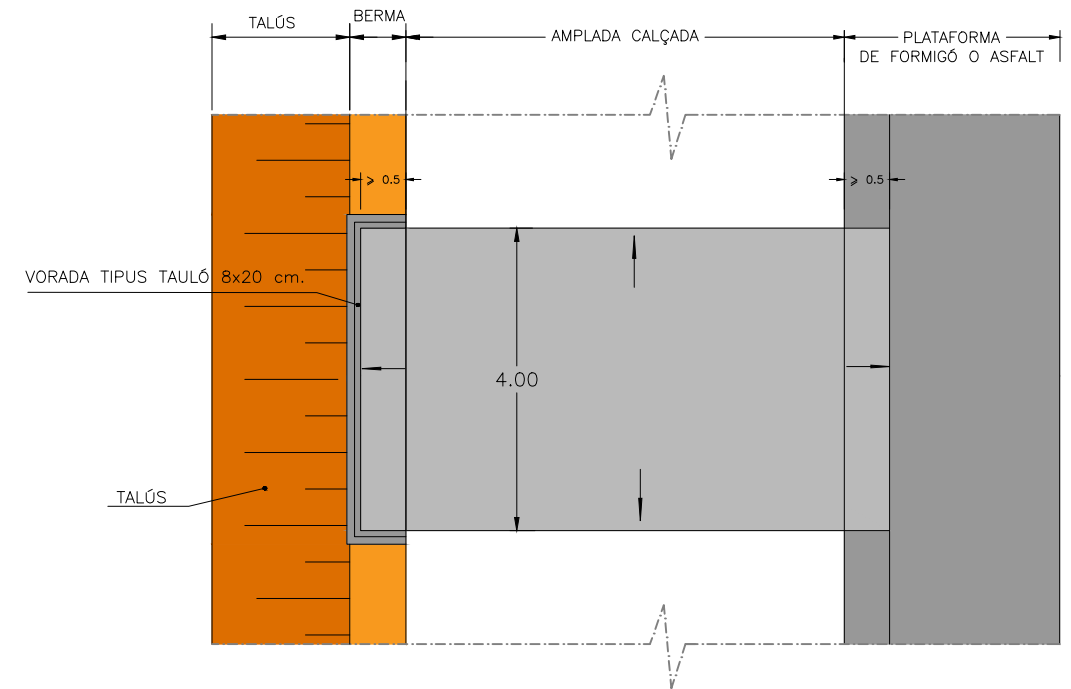 TALÚS
BERMA
AMPLADA CALÇADA
PLATAFORMA
DE FORMIGÓ O ASFALT
⩾ 0.5
⩾ 0.5
VORADA TIPUS TAULÓ 8x20 cm.
4.00
TALÚS